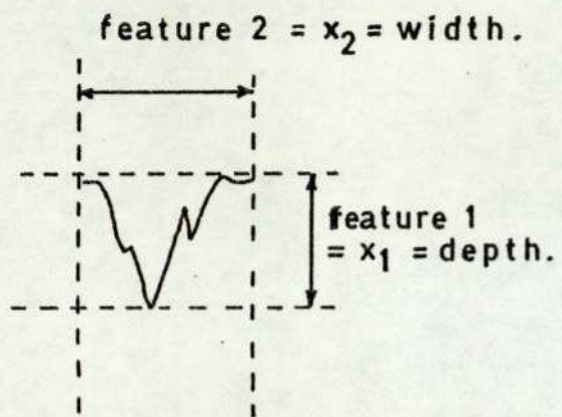 feature 2 = x₂ = width.
feature 1
= x₁ = depth.